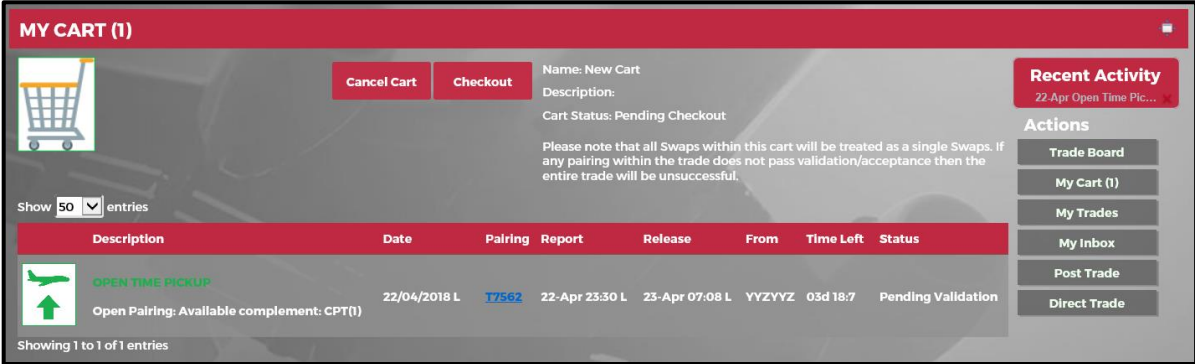 MY CART (1)
Cancel Cart
Checkout
Name: New Cart
Description:
Cart Status: Pending Checkout
Please note that all Swaps within this cart will be treated as a single Swaps. If
any pairing within the trade does not pass validation/acceptance then the
entire trade will be unsuccessful.
Recent Activity
22-Apr Open Time Pic...
Actions
Trade Board
My Cart (1)
My Trades
My Inbox
Post Trade
Direct Trade
Show 50 entries
Description Date Pairing Report Release From Time Left Status
OPEN TIME PICKUP
Open Pairing: Available complement: CPT(1)
22/04/2018 L T7562 22-Apr 23:30 L 23-Apr 07:08 L YYZYYZ 03d 18:7 Pending Validation
Showing 1 to 1 of 1 entries